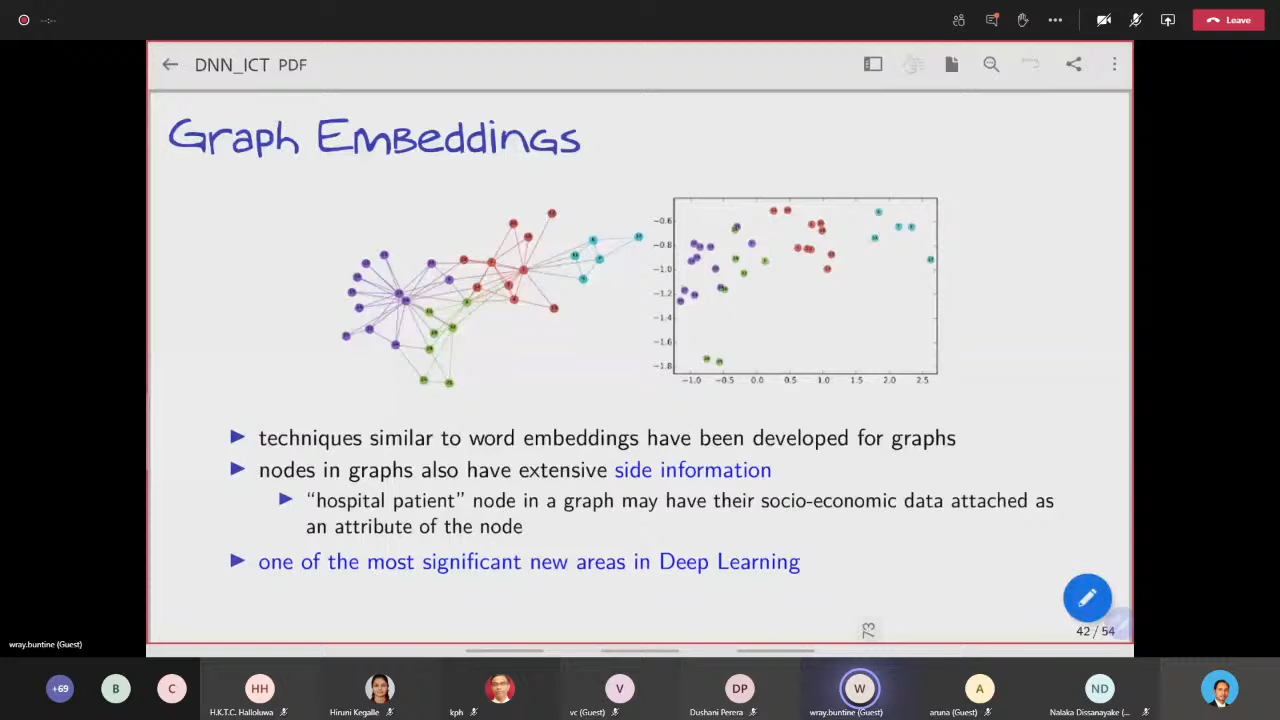 --:--
Leave
DNN_ICT PDF
Graph Embeddings
−0.6
−0.8
−1.0
−1.2
−1.4
−1.6
−1.8
−1.0 −0.5 0.0 0.5 1.0 1.5 2.0 2.5
techniques similar to word embeddings have been developed for graphs
nodes in graphs also have extensive side information
“hospital patient” node in a graph may have their socio-economic data attached as
an attribute of the node
one of the most significant new areas in Deep Learning
73
42 / 54
wray.buntine (Guest)
+69 B C HH V DP W A ND
H.K.T.C. Halloluwa Hiruni Kegalle kph vc (Guest) Dushani Perera wray.buntine (Guest) aruna (Guest) Nalaka Dissanayake (...